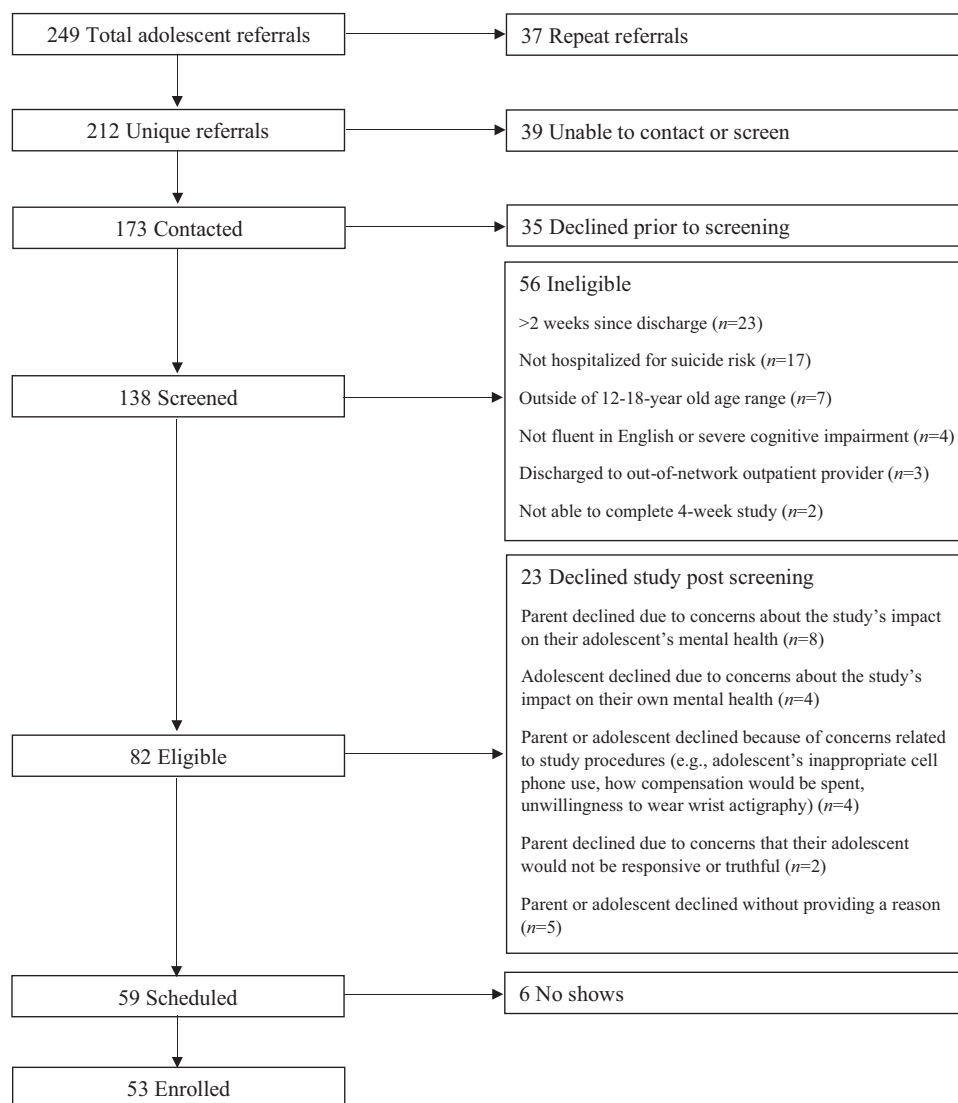 249 Total adolescent referrals
37 Repeat referrals
212 Unique referrals
39 Unable to contact or screen
173 Contacted
35 Declined prior to screening
56 Ineligible
>2 weeks since discharge (n=23)
Not hospitalized for suicide risk (n=17)
138 Screened
Outside of 12-18-year old age range (n=7)
Not fluent in English or severe cognitive impairment (n=4)
Discharged to out-of-network outpatient provider (n=3)
Not able to complete 4-week study (n=2)
23 Declined study post screening
Parent declined due to concerns about the study’s impact
on their adolescent’s mental health (n=8)
Adolescent declined due to concerns about the study’s
impact on their own mental health (n=4)
82 Eligible
Parent or adolescent declined because of concerns related
to study procedures (e.g., adolescent’s inappropriate cell
phone use, how compensation would be spent,
unwillingness to wear wrist actigraphy) (n=4)
Parent declined due to concerns that their adolescent
would not be responsive or truthful (n=2)
Parent or adolescent declined without providing a reason
(n=5)
59 Scheduled
6 No shows
53 Enrolled